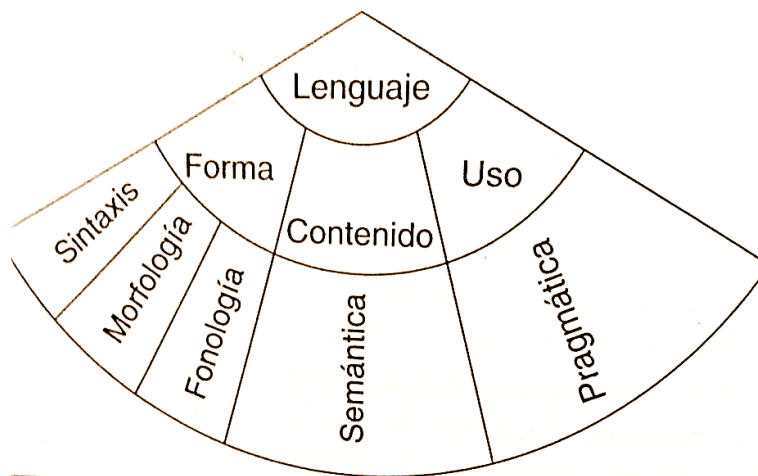 Lenguaje
Forma
Contenido
Uso
Sintaxis
Morfología
Fonología
Semántica
Pragmática